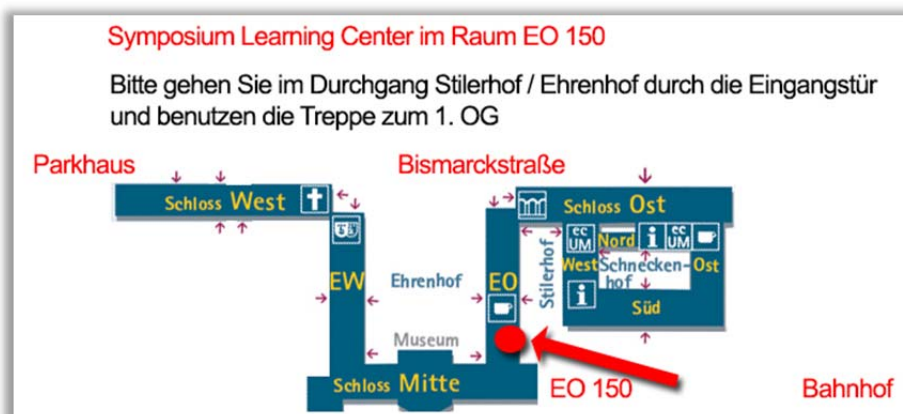 Symposium Learning Center im Raum EO 150
Bitte gehen Sie im Durchgang Stilerhof / Ehrenhof durch die Eingangstür
und benutzen die Treppe zum 1. OG
Parkhaus
Bismarckstraße
Schloss West
Schloss Ost
ec UM
Nord
ec UM
EW
Ehrenhof
EO
Stilerhof
West
Schnecken-
hof
Ost
Süd
Museum
Schloss Mitte
EO 150
Bahnhof